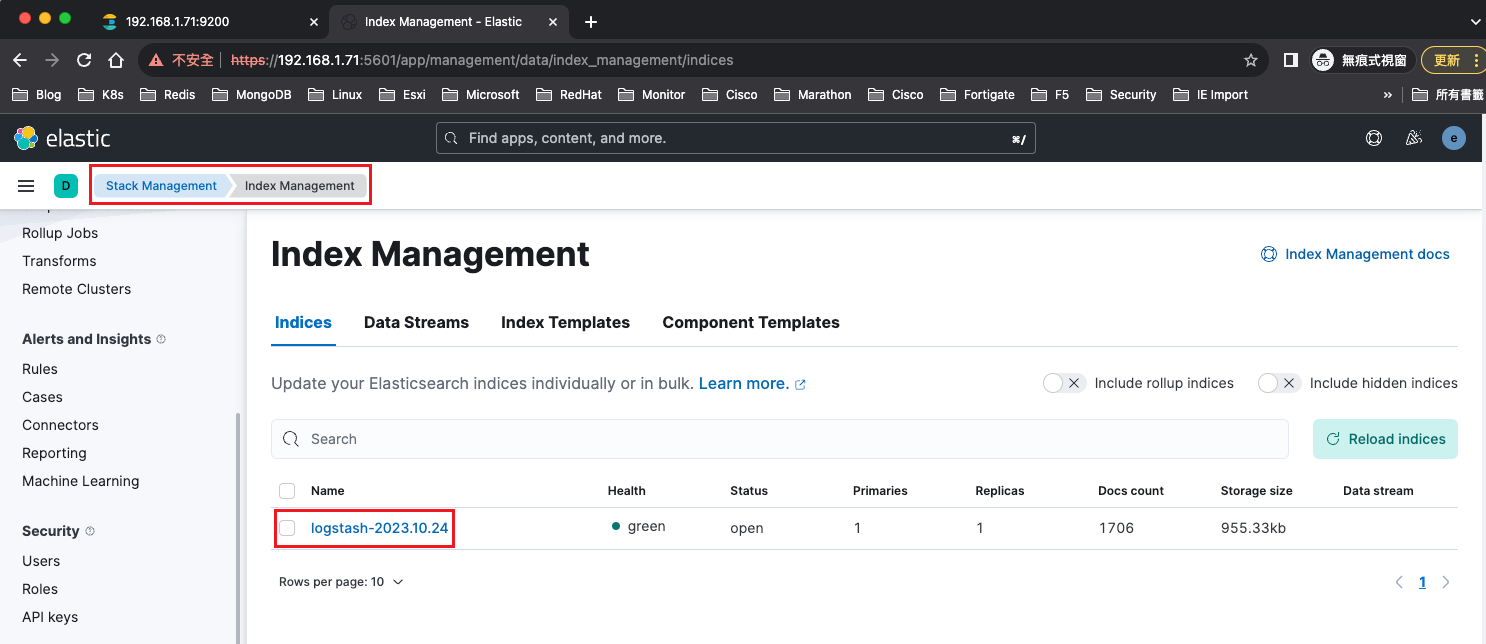 192.168.1.71:9200
Index Management - Elastic
不安全 https://192.168.1.71:5601/app/management/data/index_management/indices
無痕式視窗
更新
Blog K8s Redis MongoDB Linux Esxi Microsoft RedHat Monitor Cisco Marathon Cisco Fortigate F5 Security IE Import » 所有書籤
elastic
Find apps, content, and more. ⌘/
e
D Stack Management Index Management
Rollup Jobs
Transforms
Remote Clusters
Alerts and Insights
Rules
Cases
Connectors
Reporting
Machine Learning
Security
Users
Roles
API keys
Index Management
Index Management docs
Indices Data Streams Index Templates Component Templates
Update your Elasticsearch indices individually or in bulk. Learn more.
Include rollup indices Include hidden indices
Search
Reload indices
Name Health Status Primaries Replicas Docs count Storage size Data stream
logstash-2023.10.24 green open 1 1 1706 955.33kb
Rows per page: 10
1